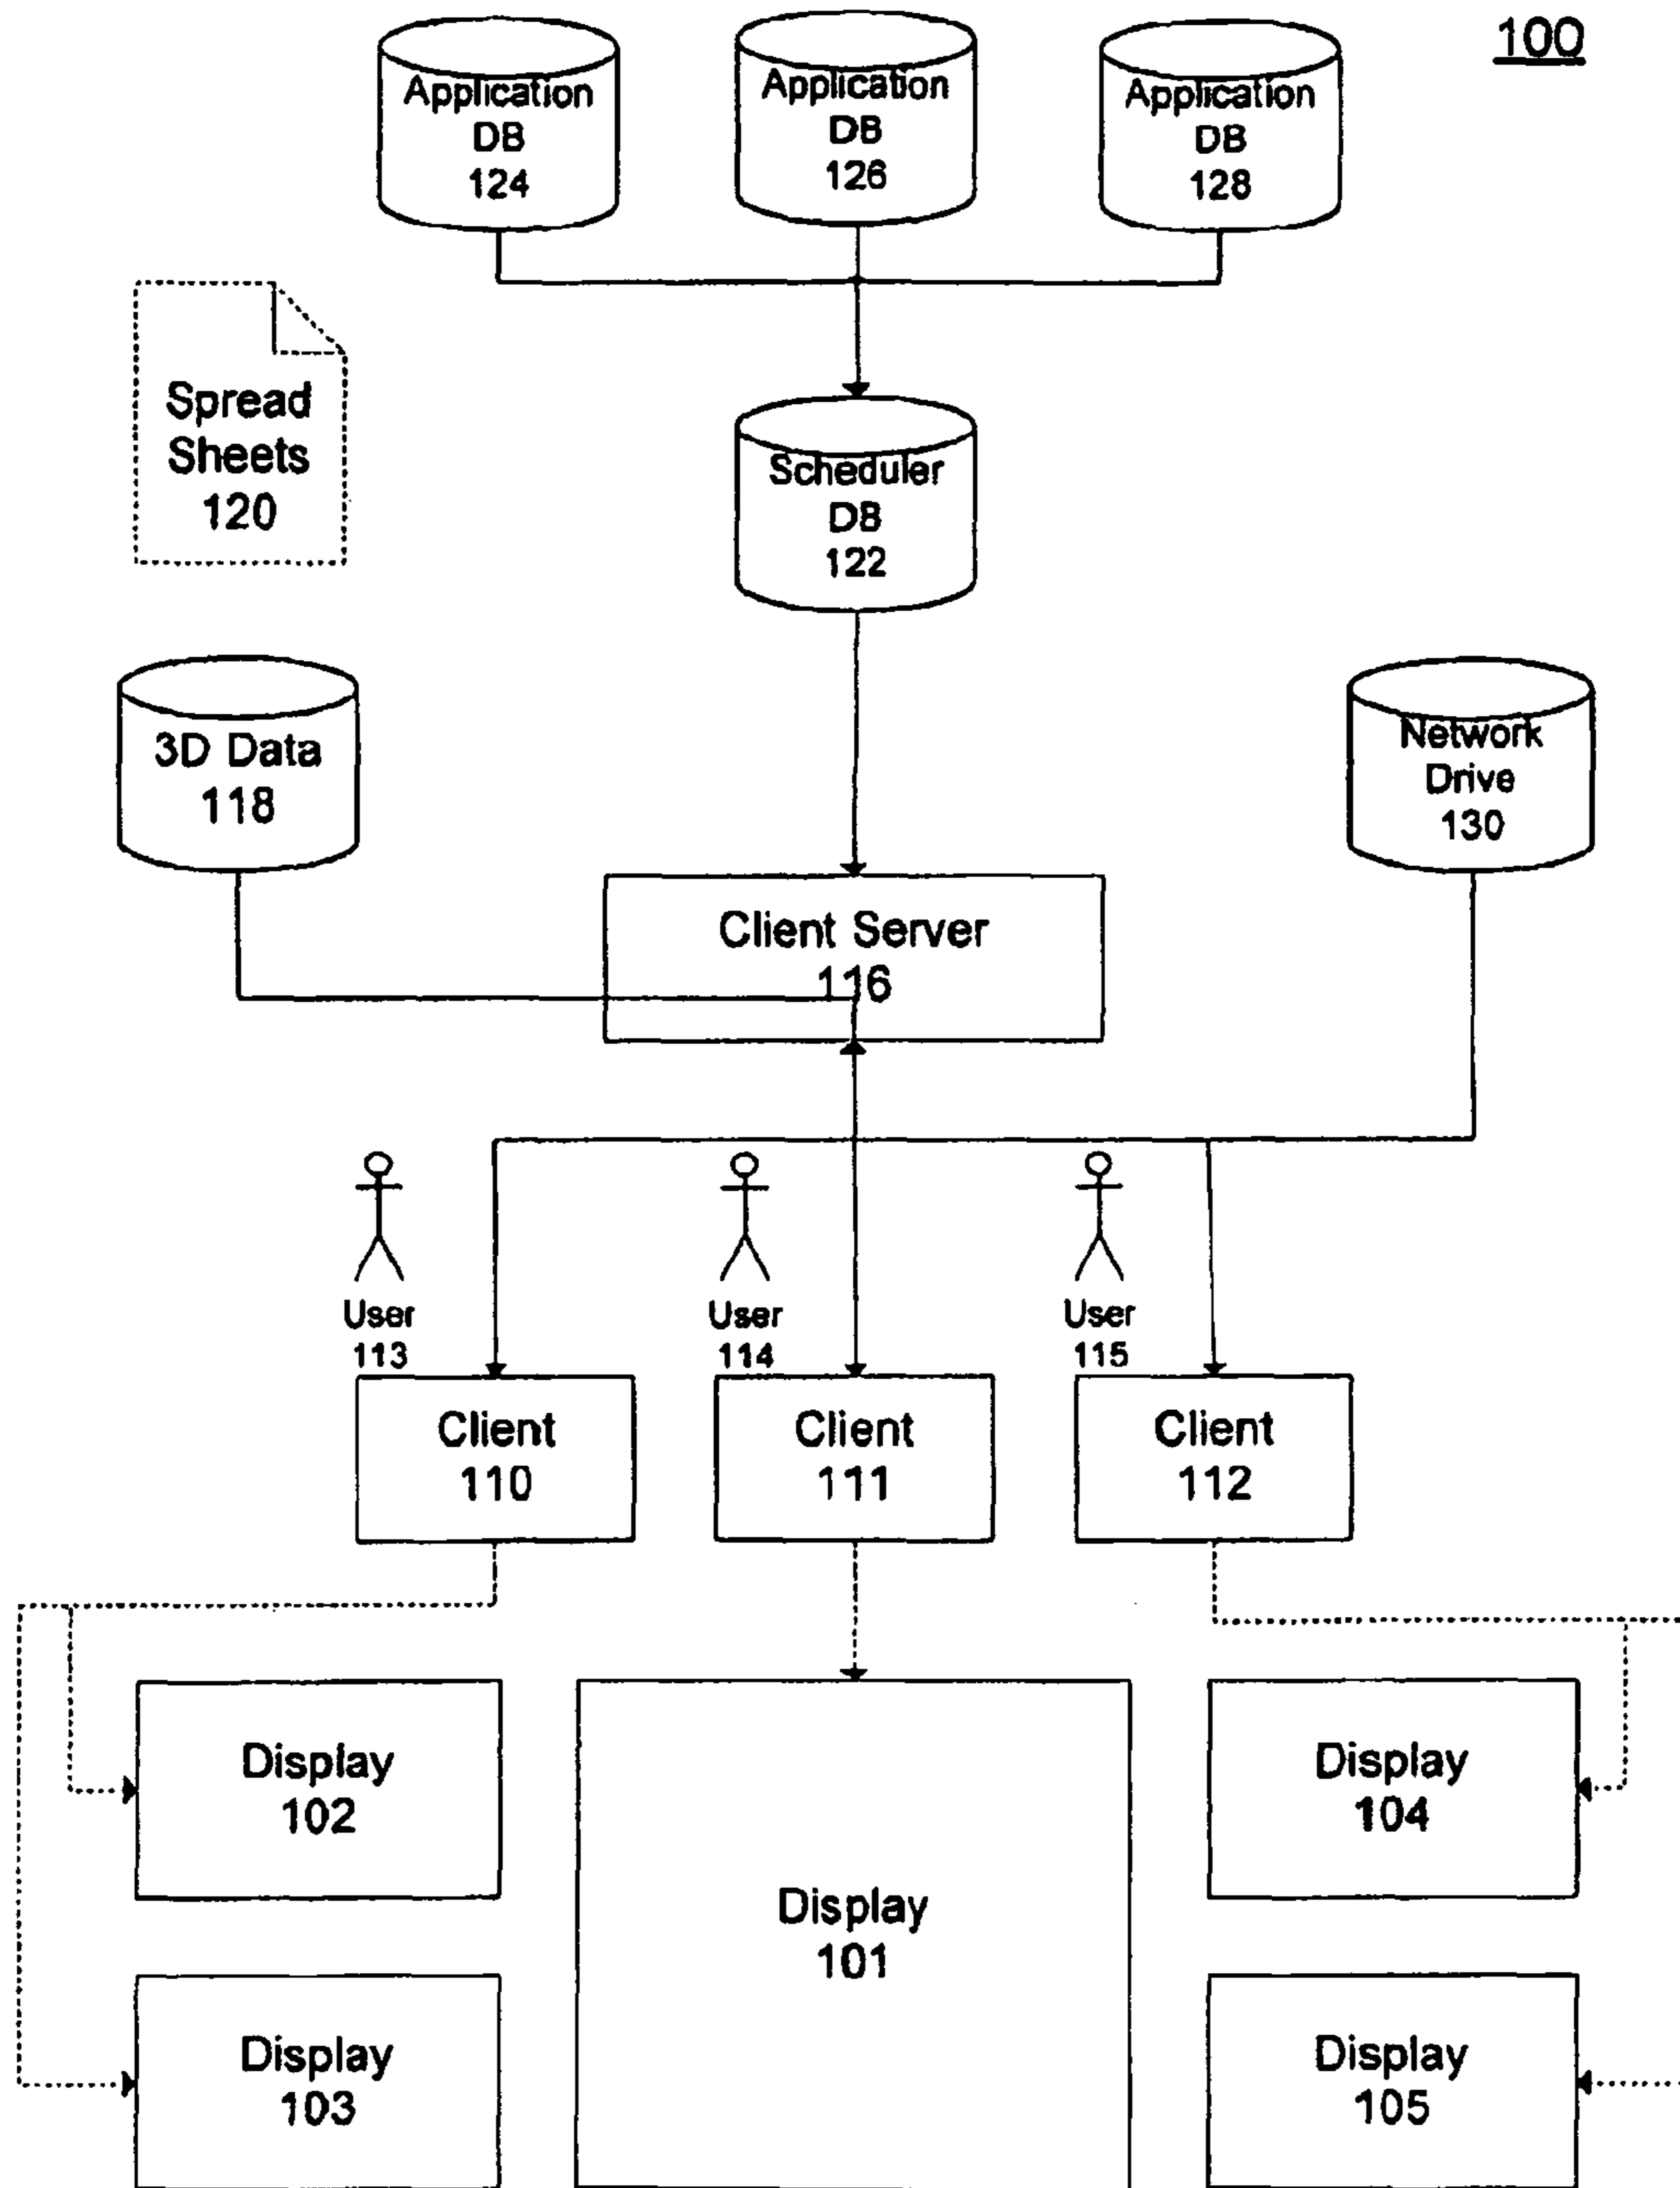 100
Application
DB
124
Application
DB
126
Application
DB
128
Spread
Sheets
120
Scheduler
DB
122
3D Data
118
Network
Drive
130
Client Server
116
User
113
User
114
User
115
Client
110
Client
111
Client
112
Display
102
Display
101
Display
104
Display
103
Display
105